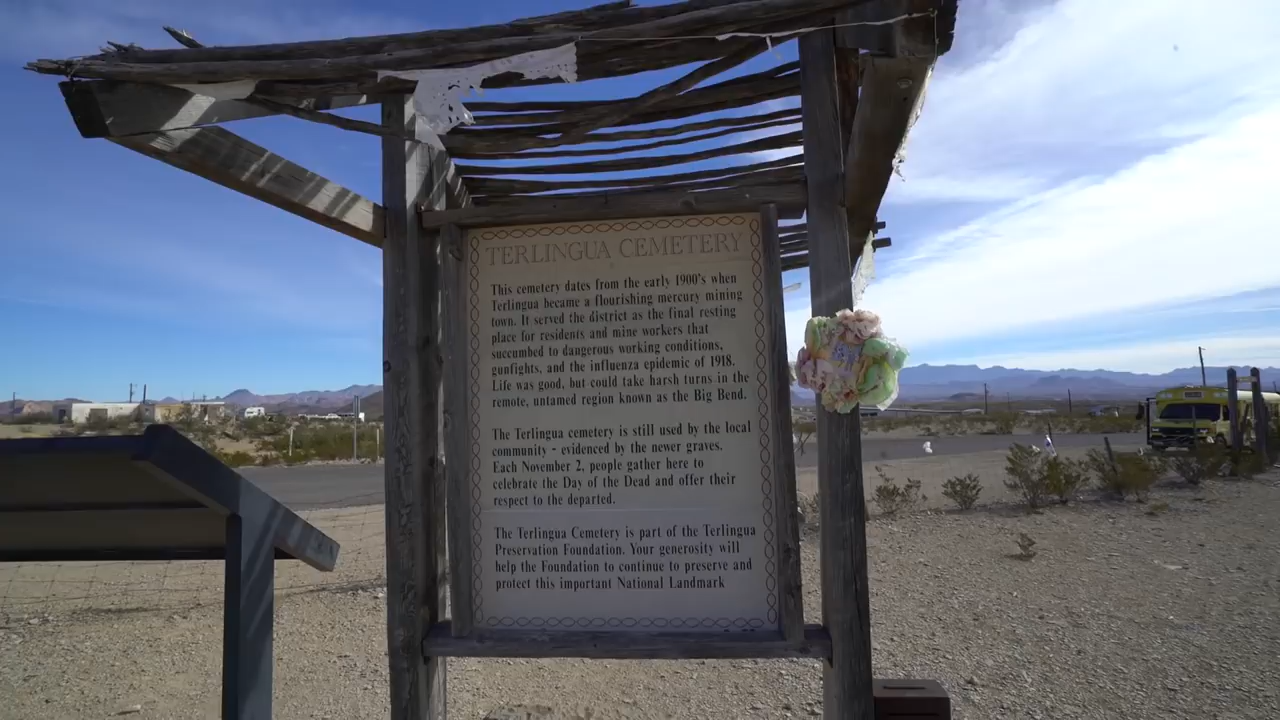 TERLINGUA CEMETERY
This cemetery dates from the early 1900's when
Terlingua became a flourishing mercury mining
town. It served the district as the final resting
place for residents and mine workers that
succumbed to dangerous working conditions,
gunfights, and the influenza epidemic of 1918.
Life was good, but could take harsh turns in the
remote, untamed region known as the Big Bend.
The Terlingua cemetery is still used by the local
community - evidenced by the newer graves.
Each November 2, people gather here to
celebrate the Day of the Dead and offer their
respect to the departed.
The Terlingua Cemetery is part of the Terlingua
Preservation Foundation. Your generosity will
help the Foundation to continue to preserve and
protect this important National Landmark